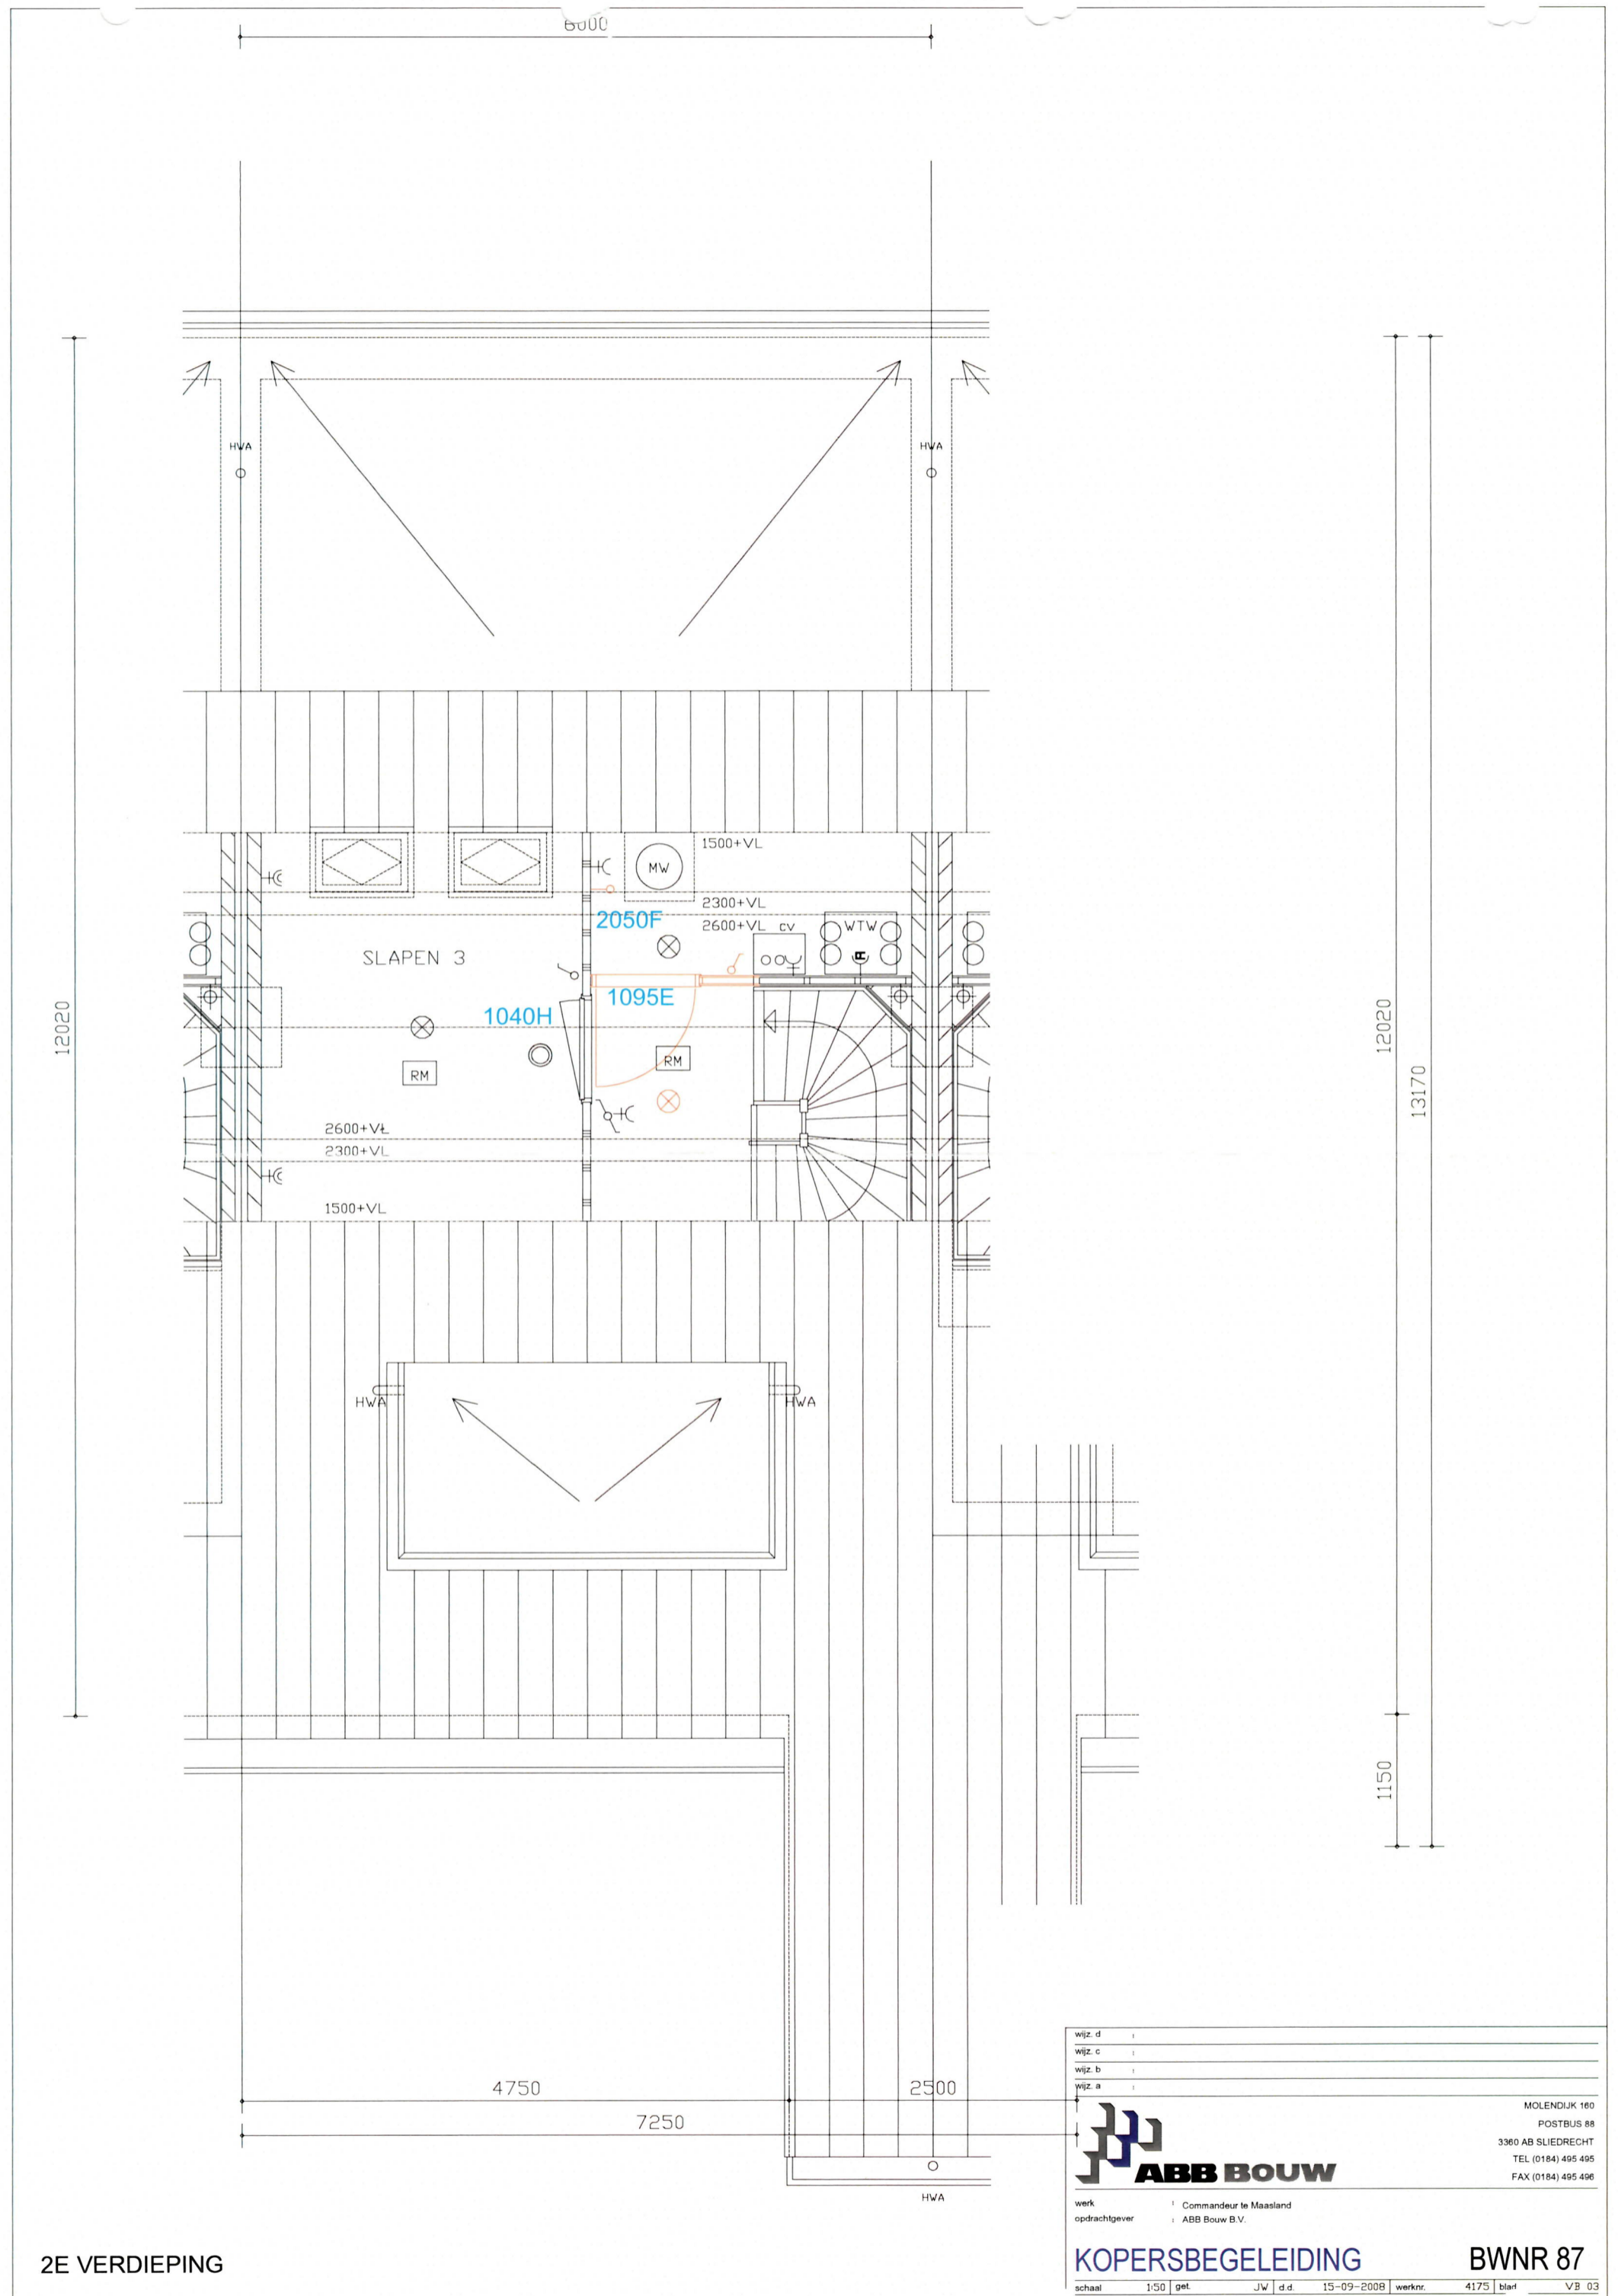 6000
HWA
HWA
1500+VL
MW
2300+VL
2050F
2600+VL
CV
WTW
SLAPEN 3
1095E
1040H
RM
RM
12020
12020
13170
2600+VL
2300+VL
1500+VL
HWA
HWA
1150
4750
2500
7250
HWA
wijz. d :
wijz. c :
wijz. b :
wijz. a :
MOLENDIJK 160
POSTBUS 88
3360 AB SLIEDRECHT
TEL (0184) 495 495
FAX (0184) 495 496
ABB BOUW
werk : Commandeur te Maasland
opdrachtgever : ABB Bouw B.V.
KOPERSBEGELEIDING
BWNR 87
schaal 1:50 get. JW d.d. 15-09-2008 werknr. 4175 blad VB 03
2E VERDIEPING